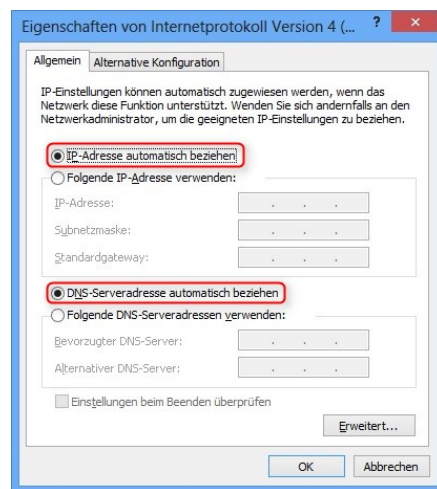 Eigenschaften von Internetprotokoll Version 4 (... ?
Allgemein Alternative Konfiguration
IP-Einstellungen können automatisch zugewiesen werden, wenn das
Netzwerk diese Funktion unterstützt. Wenden Sie sich andernfalls an den
Netzwerkadministrator, um die geeigneten IP-Einstellungen zu beziehen.
IP-Adresse automatisch beziehen
Folgende IP-Adresse verwenden:
IP-Adresse:
Subnetzmaske:
Standardgateway:
DNS-Serveradresse automatisch beziehen
Folgende DNS-Serveradressen verwenden:
Bevorzugter DNS-Server:
Alternativer DNS-Server:
Einstellungen beim Beenden überprüfen
Erweitert...
OK Abbrechen